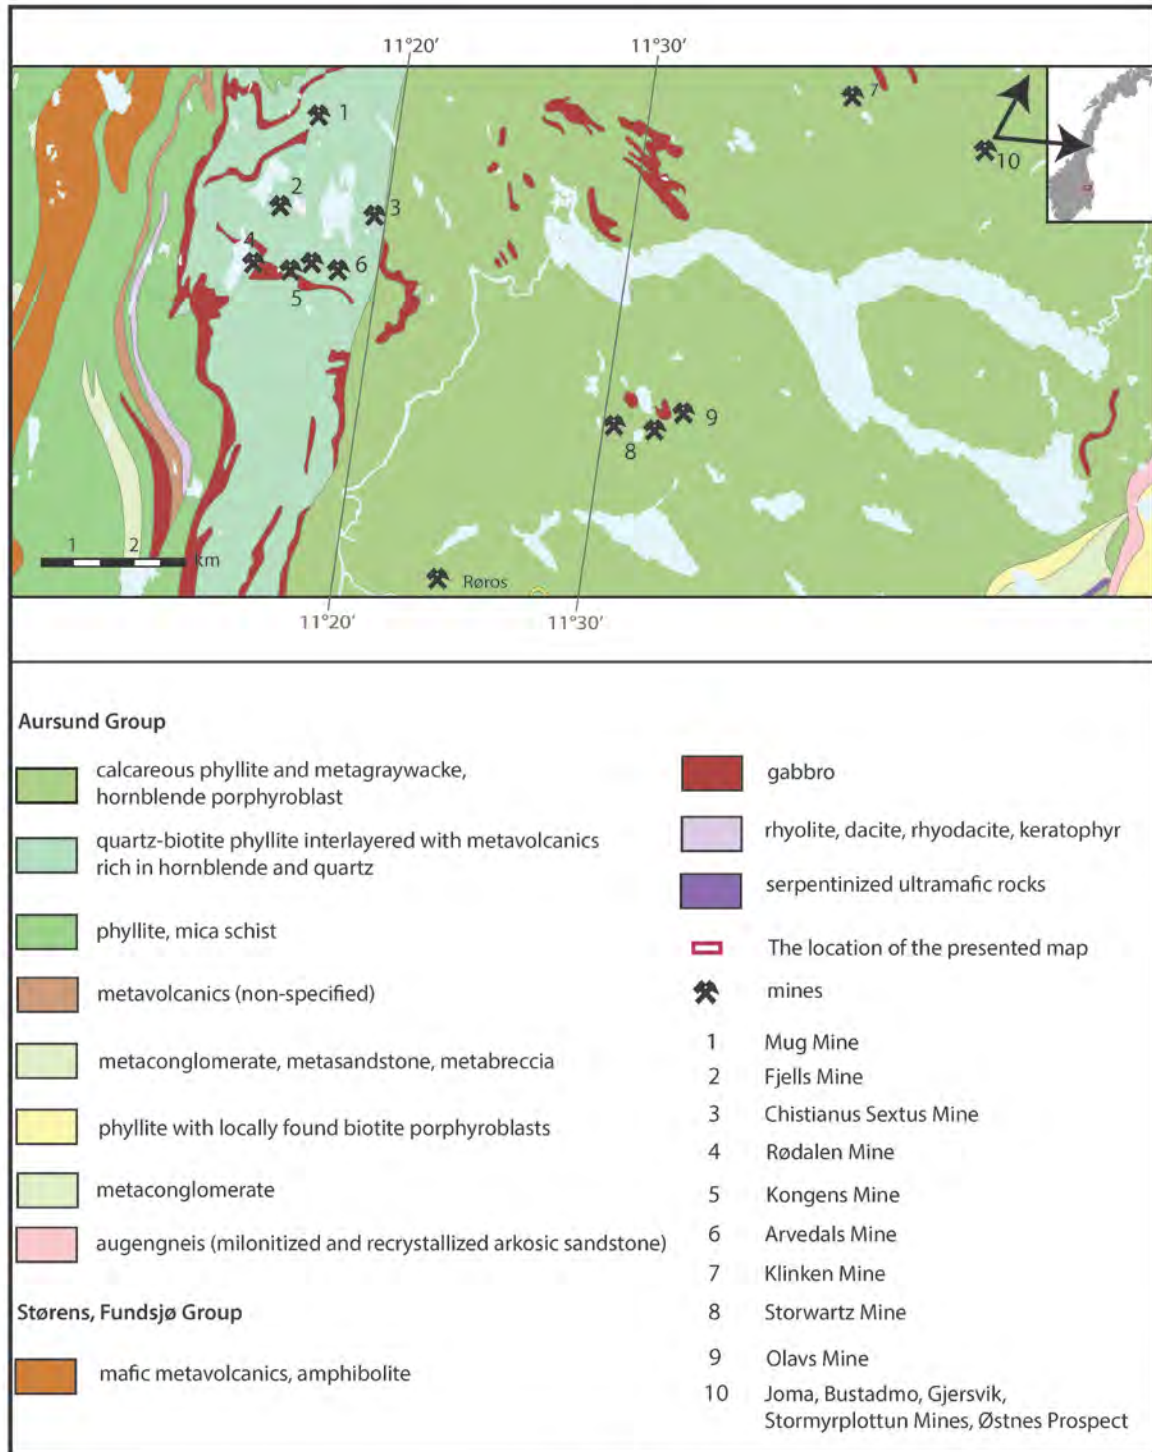 11°20′ 11°30′
1
7
10
2
3
4
6
5
9
8
1 2
km
Røros
11°20′ 11°30′
Aursund Group
calcareous phyllite and metagraywacke,
hornblende porphyroblast
quartz-biotite phyllite interlayered with metavolcanics
rich in hornblende and quartz
phyllite, mica schist
metavolcanics (non-specified)
metaconglomerate, metasandstone, metabreccia
phyllite with locally found biotite porphyroblasts
metaconglomerate
augengneis (milonitized and recrystallized arkosic sandstone)
Størens, Fundsjø Group
mafic metavolcanics, amphibolite
gabbro
rhyolite, dacite, rhyodacite, keratophyr
serpentinized ultramafic rocks
The location of the presented map
mines
1 Mug Mine
2 Fjells Mine
3 Chistianus Sextus Mine
4 Rødalen Mine
5 Kongens Mine
6 Arvedals Mine
7 Klinken Mine
8 Storwartz Mine
9 Olavs Mine
10 Joma, Bustadmo, Gjersvik,
Stormyrplottun Mines, Østnes Prospect